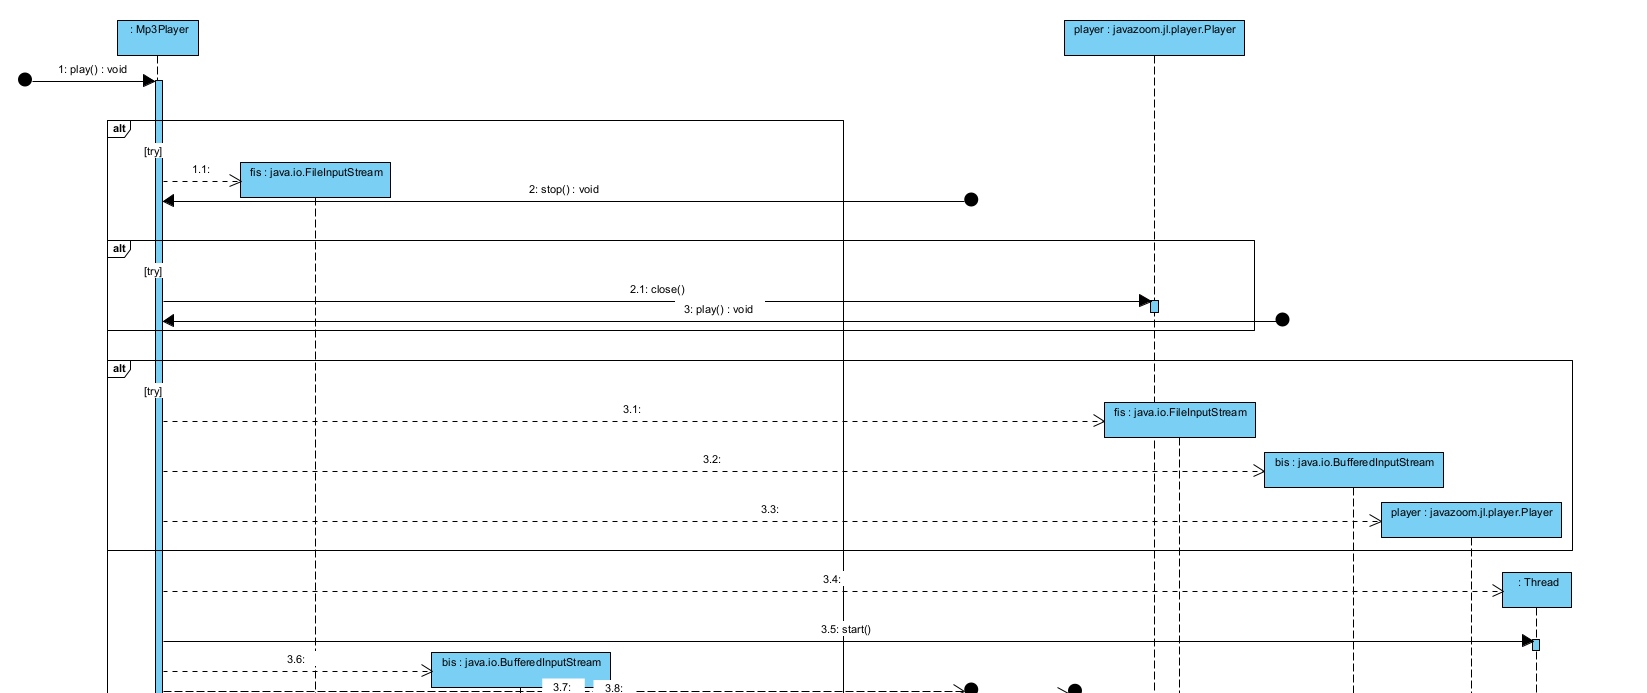 : Mp3Player
player : javazoom.jl.player.Player
1: play() : void
alt
[try]
1.1:
fis : java.io.FileInputStream
2: stop() : void
alt
[try]
2.1: close()
3: play() : void
alt
[try]
3.1:
fis : java.io.FileInputStream
3.2:
bis : java.io.BufferedInputStream
3.3:
player : javazoom.jl.player.Player
3.4:
: Thread
3.5: start()
3.6:
bis : java.io.BufferedInputStream
3.7:
3.8: